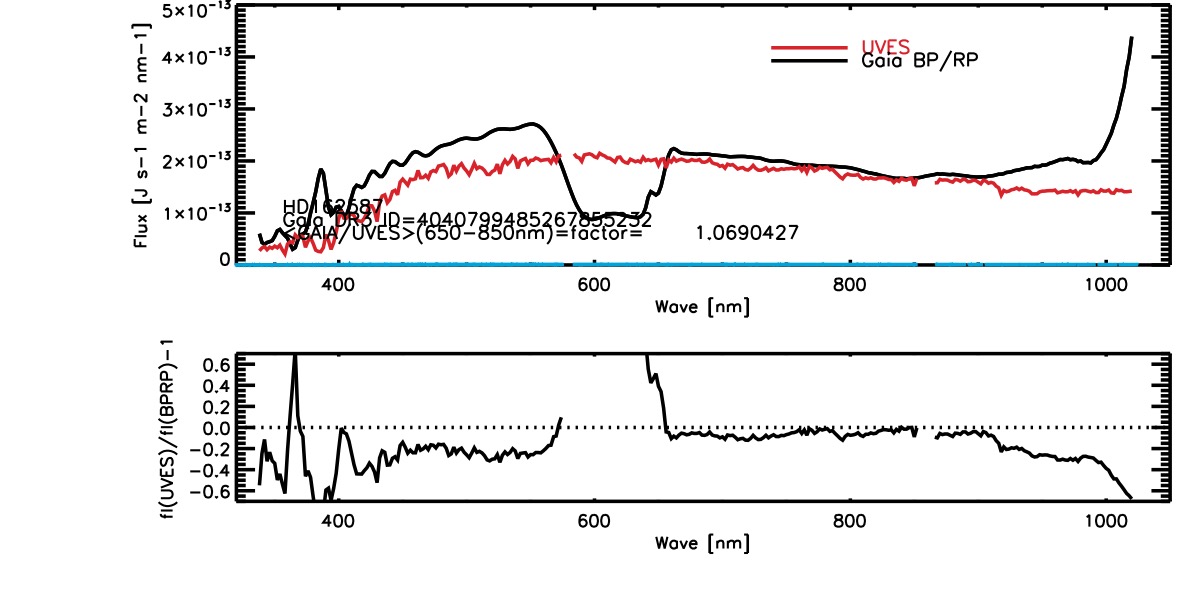 5×10−13
4×10−13
3×10−13
2×10−13
1×10−13
0
Flux [J s−1 m−2 nm−1]
UVES
Gaia BP/RP
HD162587
Gaia DR3
<GAIA/UVES>(650−850nm)=factor= 1.0690427
400 600 800 1000
Wave [nm]
0.6
0.4
0.2
0.0
−0.2
−0.4
−0.6
fl(UVES)/fl(BPRP)−1
400 600 800 1000
Wave [nm]